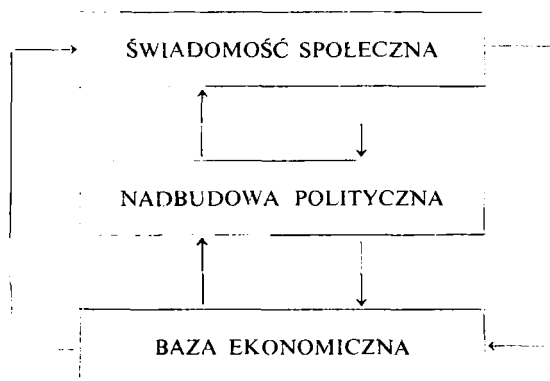 ŚWIADOMOŚĆ SPOŁECZNA
NADBUDOWA POLITYCZNA
BAZA EKONOMICZNA